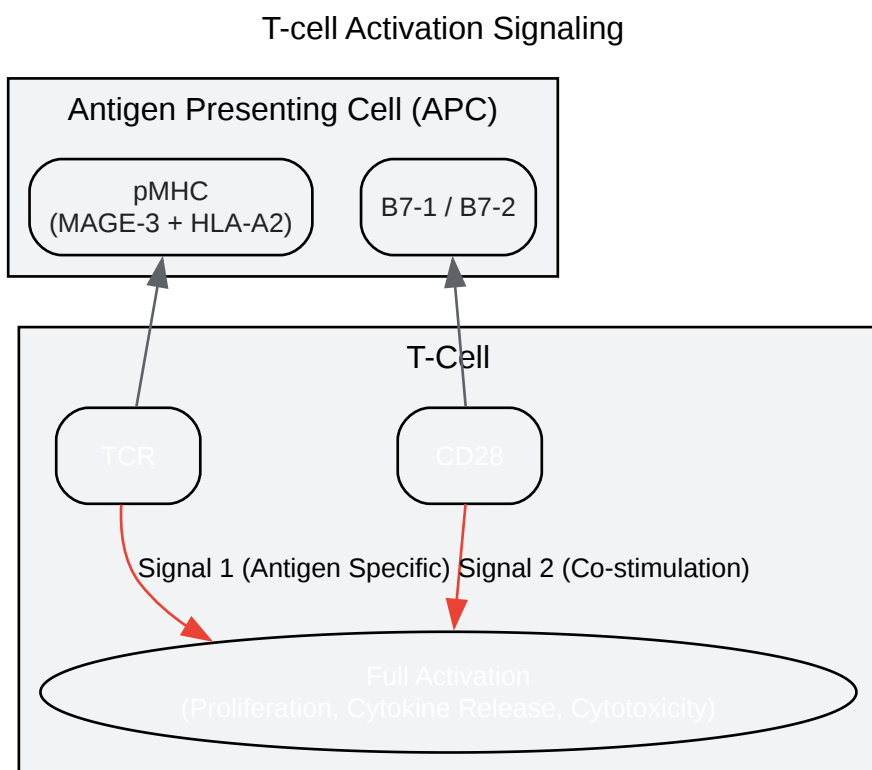 T-cell Activation Signaling
Antigen Presenting Cell (APC)
pMHC
(MAGE-3 + HLA-A2)
B7-1 / B7-2
T-Cell
TCR
CD28
Signal 1 (Antigen Specific)
Signal 2 (Co-stimulation)
Full Activation
(Proliferation, Cytokine Release, Cytotoxicity)